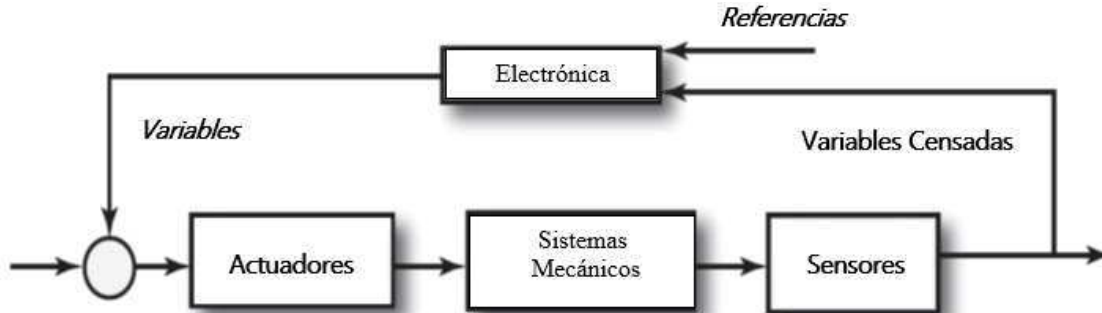 Referencias
Electrónica
Variables
Variables Censadas
Actuadores
Sistemas
Mecánicos
Sensores